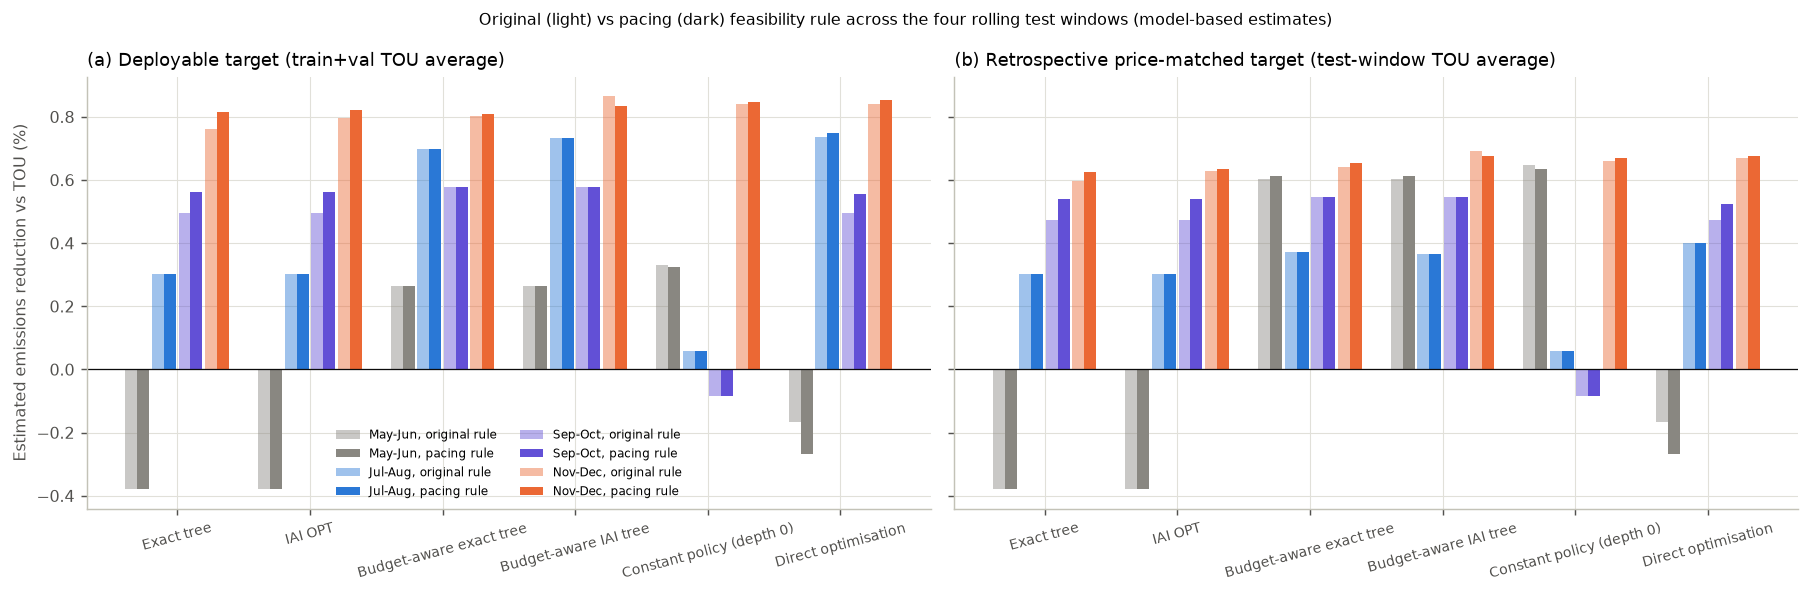 Original (light) vs pacing (dark) feasibility rule across the four rolling test windows (model-based estimates)
(a) Deployable target (train+val TOU average)
(b) Retrospective price-matched target (test-window TOU average)
Estimated emissions reduction vs TOU (%)
0.8
0.6
0.4
0.2
0.0
−0.2
−0.4
May-Jun, original rule
May-Jun, pacing rule
Jul-Aug, original rule
Jul-Aug, pacing rule
Sep-Oct, original rule
Sep-Oct, pacing rule
Nov-Dec, original rule
Nov-Dec, pacing rule
Exact tree
IAI OPT
Budget-aware exact tree
Budget-aware IAI tree
Constant policy (depth 0)
Direct optimisation
Exact tree
IAI OPT
Budget-aware exact tree
Budget-aware IAI tree
Constant policy (depth 0)
Direct optimisation